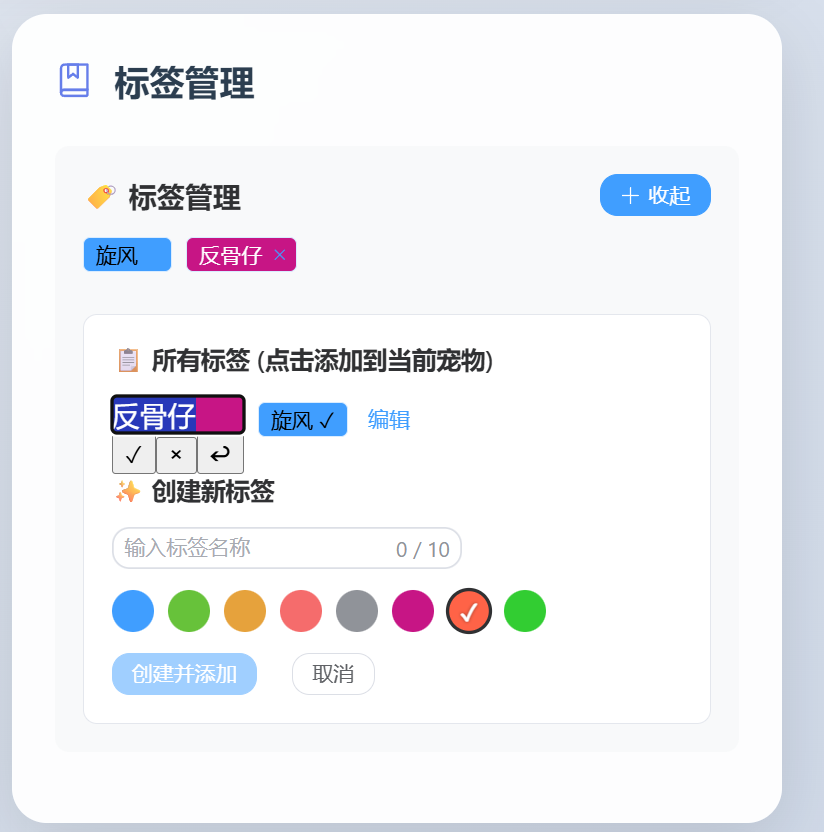 标签管理
🏷️ 标签管理
+ 收起
旋风
反骨仔 ×
📋 所有标签 (点击添加到当前宠物)
反骨仔
旋风 ✓
编辑
✓ × ↩
✨ 创建新标签
输入标签名称 0 / 10
✓
创建并添加 取消